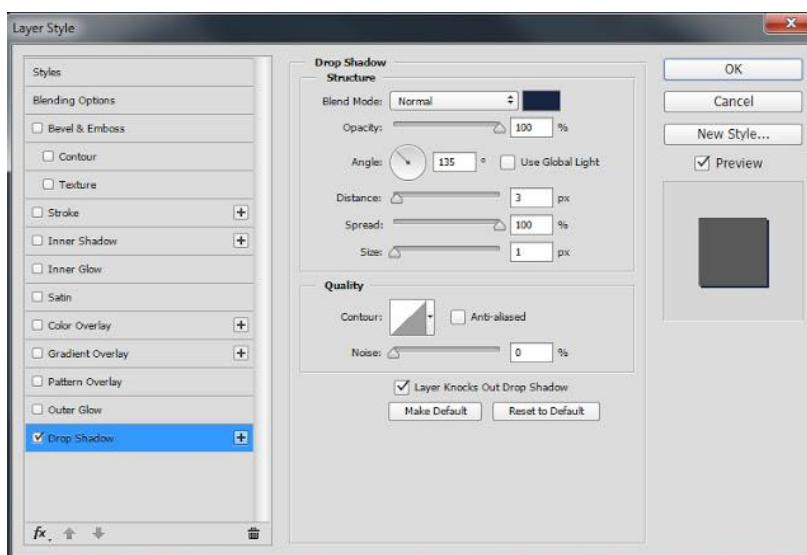 Layer Style
Styles
Blending Options
Bevel & Emboss
Contour
Texture
Stroke
Inner Shadow
Inner Glow
Satin
Color Overlay
Gradient Overlay
Pattern Overlay
Outer Glow
Drop Shadow
fx
Drop Shadow
Structure
Blend Mode: Normal
Opacity: 100 %
Angle: 135 ° Use Global Light
Distance: 3 px
Spread: 100 %
Size: 1 px
Quality
Contour: Anti-aliased
Noise: 0 %
Layer Knocks Out Drop Shadow
Make Default Reset to Default
OK
Cancel
New Style...
Preview